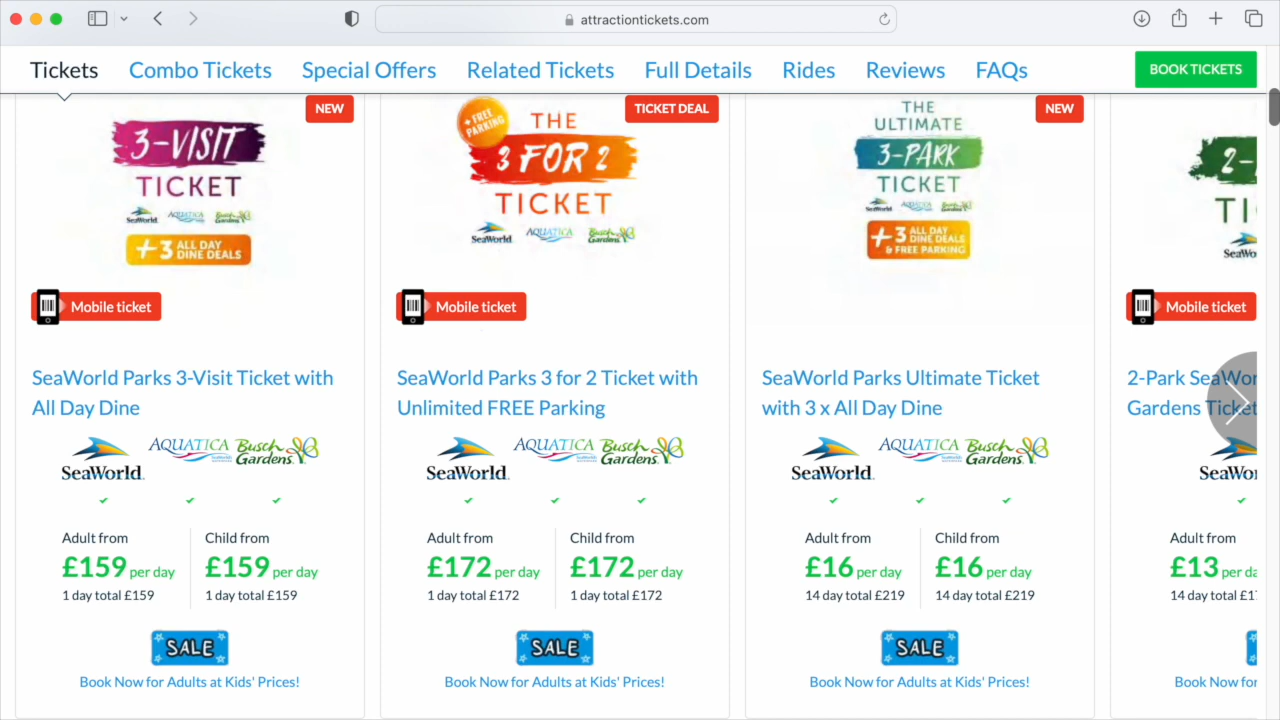 attractiontickets.com
Tickets
Combo Tickets
Special Offers
Related Tickets
Full Details
Rides
Reviews
FAQs
BOOK TICKETS
NEW
3-VISIT
TICKET
SeaWorld AQUATICA Busch Gardens
+3 ALL DAY
DINE DEALS
Mobile ticket
SeaWorld Parks 3-Visit Ticket with
All Day Dine
SeaWorld AQUATICA Busch Gardens
Adult from
£159 per day
1 day total £159
Child from
£159 per day
1 day total £159
SALE
Book Now for Adults at Kids' Prices!
TICKET DEAL
+ FREE
PARKING
THE
3 FOR 2
TICKET
SeaWorld AQUATICA Busch Gardens
Mobile ticket
SeaWorld Parks 3 for 2 Ticket with
Unlimited FREE Parking
SeaWorld AQUATICA Busch Gardens
Adult from
£172 per day
1 day total £172
Child from
£172 per day
1 day total £172
SALE
Book Now for Adults at Kids' Prices!
NEW
THE
ULTIMATE
3-PARK
TICKET
SeaWorld AQUATICA Busch Gardens
+3 ALL DAY
DINE DEALS
& FREE PARKING
SeaWorld Parks Ultimate Ticket
with 3 x All Day Dine
SeaWorld AQUATICA Busch Gardens
Adult from
£16 per day
14 day total £219
Child from
£16 per day
14 day total £219
SALE
Book Now for Adults at Kids' Prices!
2-
TI
SeaWo
Mobile ticket
2-Park SeaWor
Gardens Ticket
SeaWor
Adult from
£13 per da
14 day total £1
Book Now for